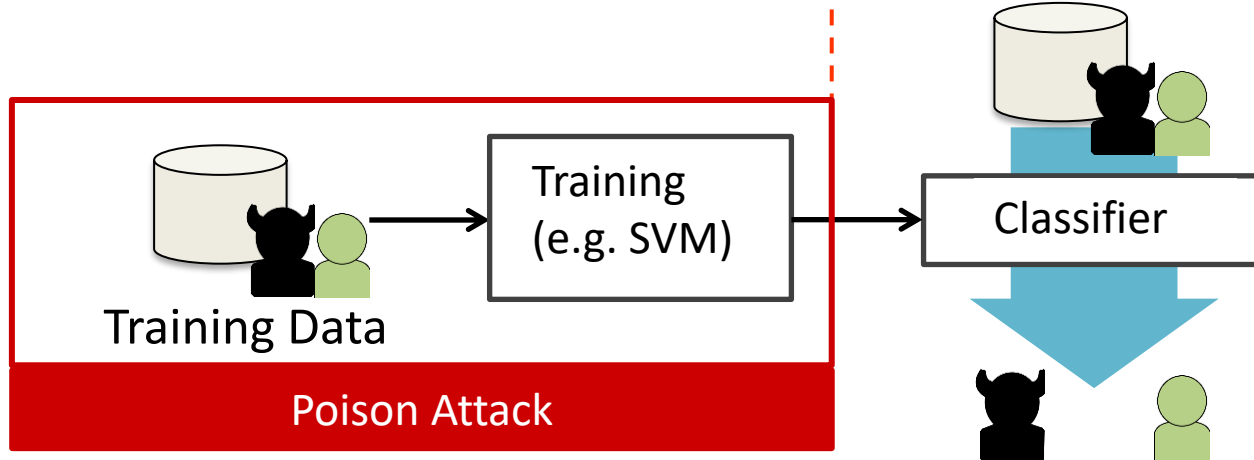 Training
(e.g. SVM)
Classifier
Training Data
Poison Attack